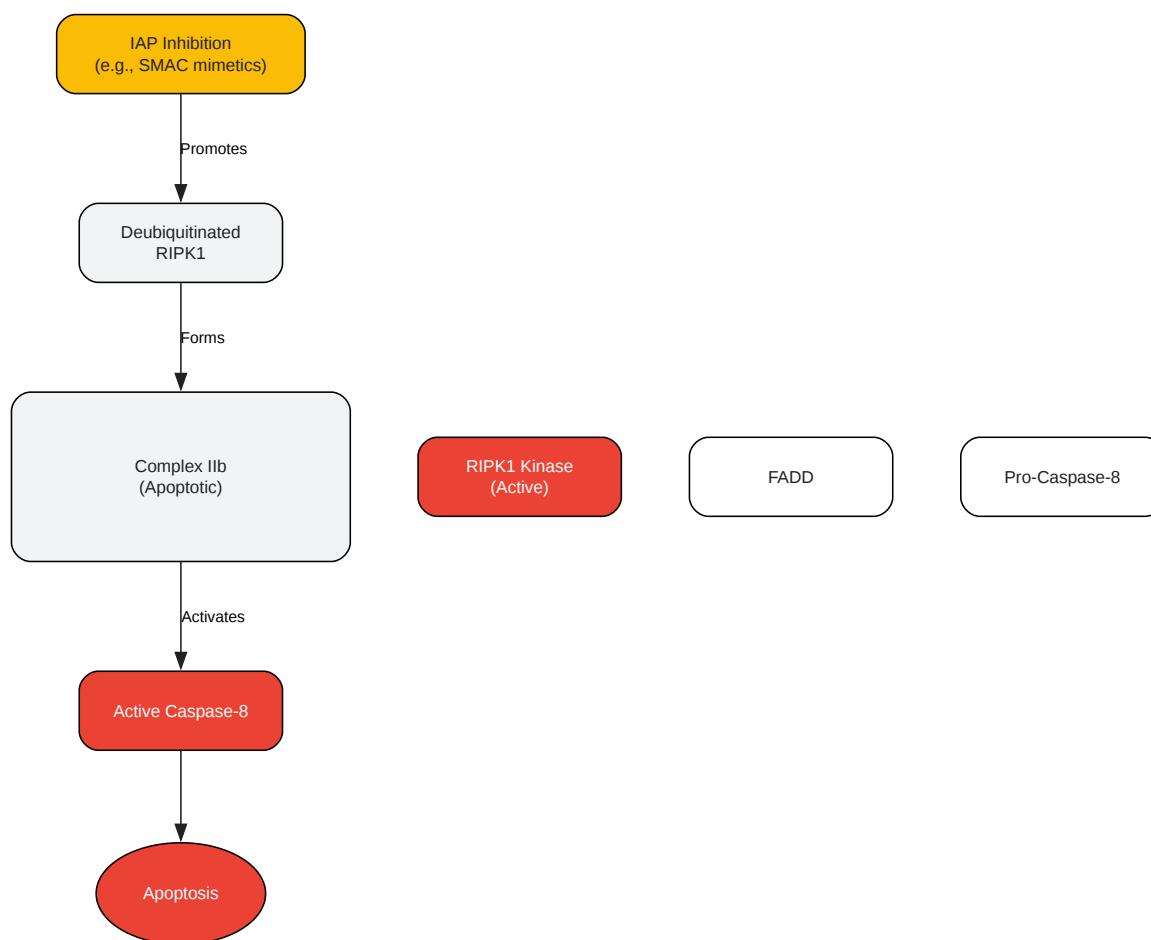 IAP Inhibition
(e.g., SMAC mimetics)
Promotes
Deubiquitinated
RIPK1
Forms
Complex IIb
(Apoptotic)
RIPK1 Kinase
(Active)
FADD
Pro-Caspase-8
Activates
Active Caspase-8
Apoptosis